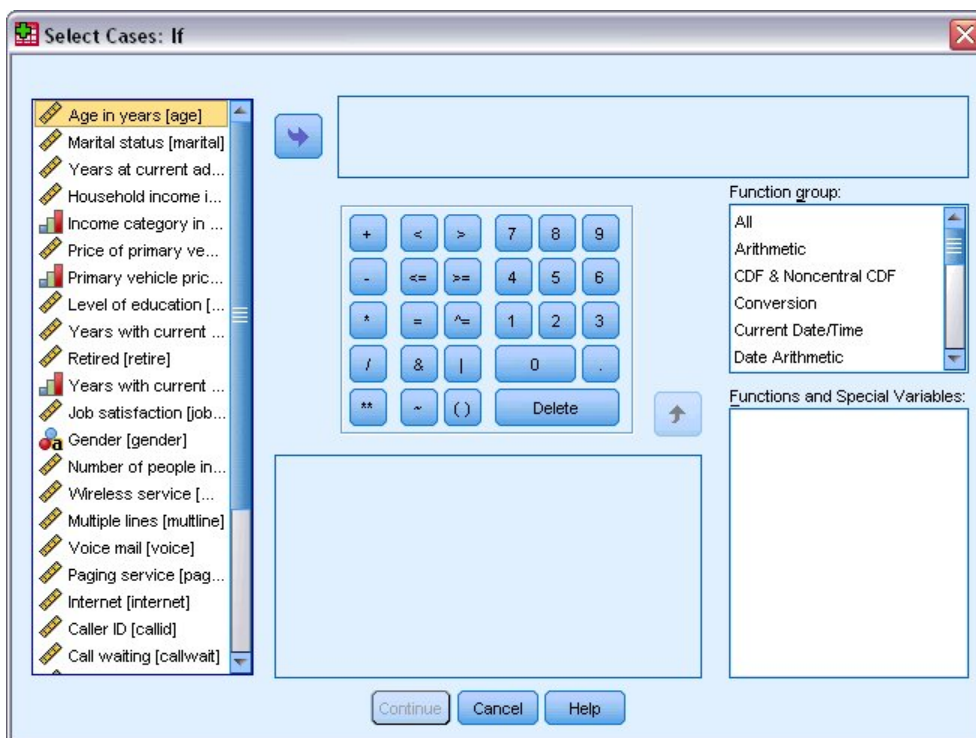 Select Cases: If
Age in years [age]
Marital status [marital]
Years at current ad...
Household income i...
Income category in ...
Price of primary ve...
Primary vehicle pric...
Level of education [...
Years with current ...
Retired [retire]
Years with current ...
Job satisfaction [job...
Gender [gender]
Number of people in...
Wireless service [...
Multiple lines [multline]
Voice mail [voice]
Paging service [pag...
Internet [internet]
Caller ID [callid]
Call waiting [callwait]
+ < > 7 8 9
- <= >= 4 5 6
* = ^= 1 2 3
/ & | 0 .
** ~ ( ) Delete
Function group:
All
Arithmetic
CDF & Noncentral CDF
Conversion
Current Date/Time
Date Arithmetic
Functions and Special Variables:
Continue Cancel Help